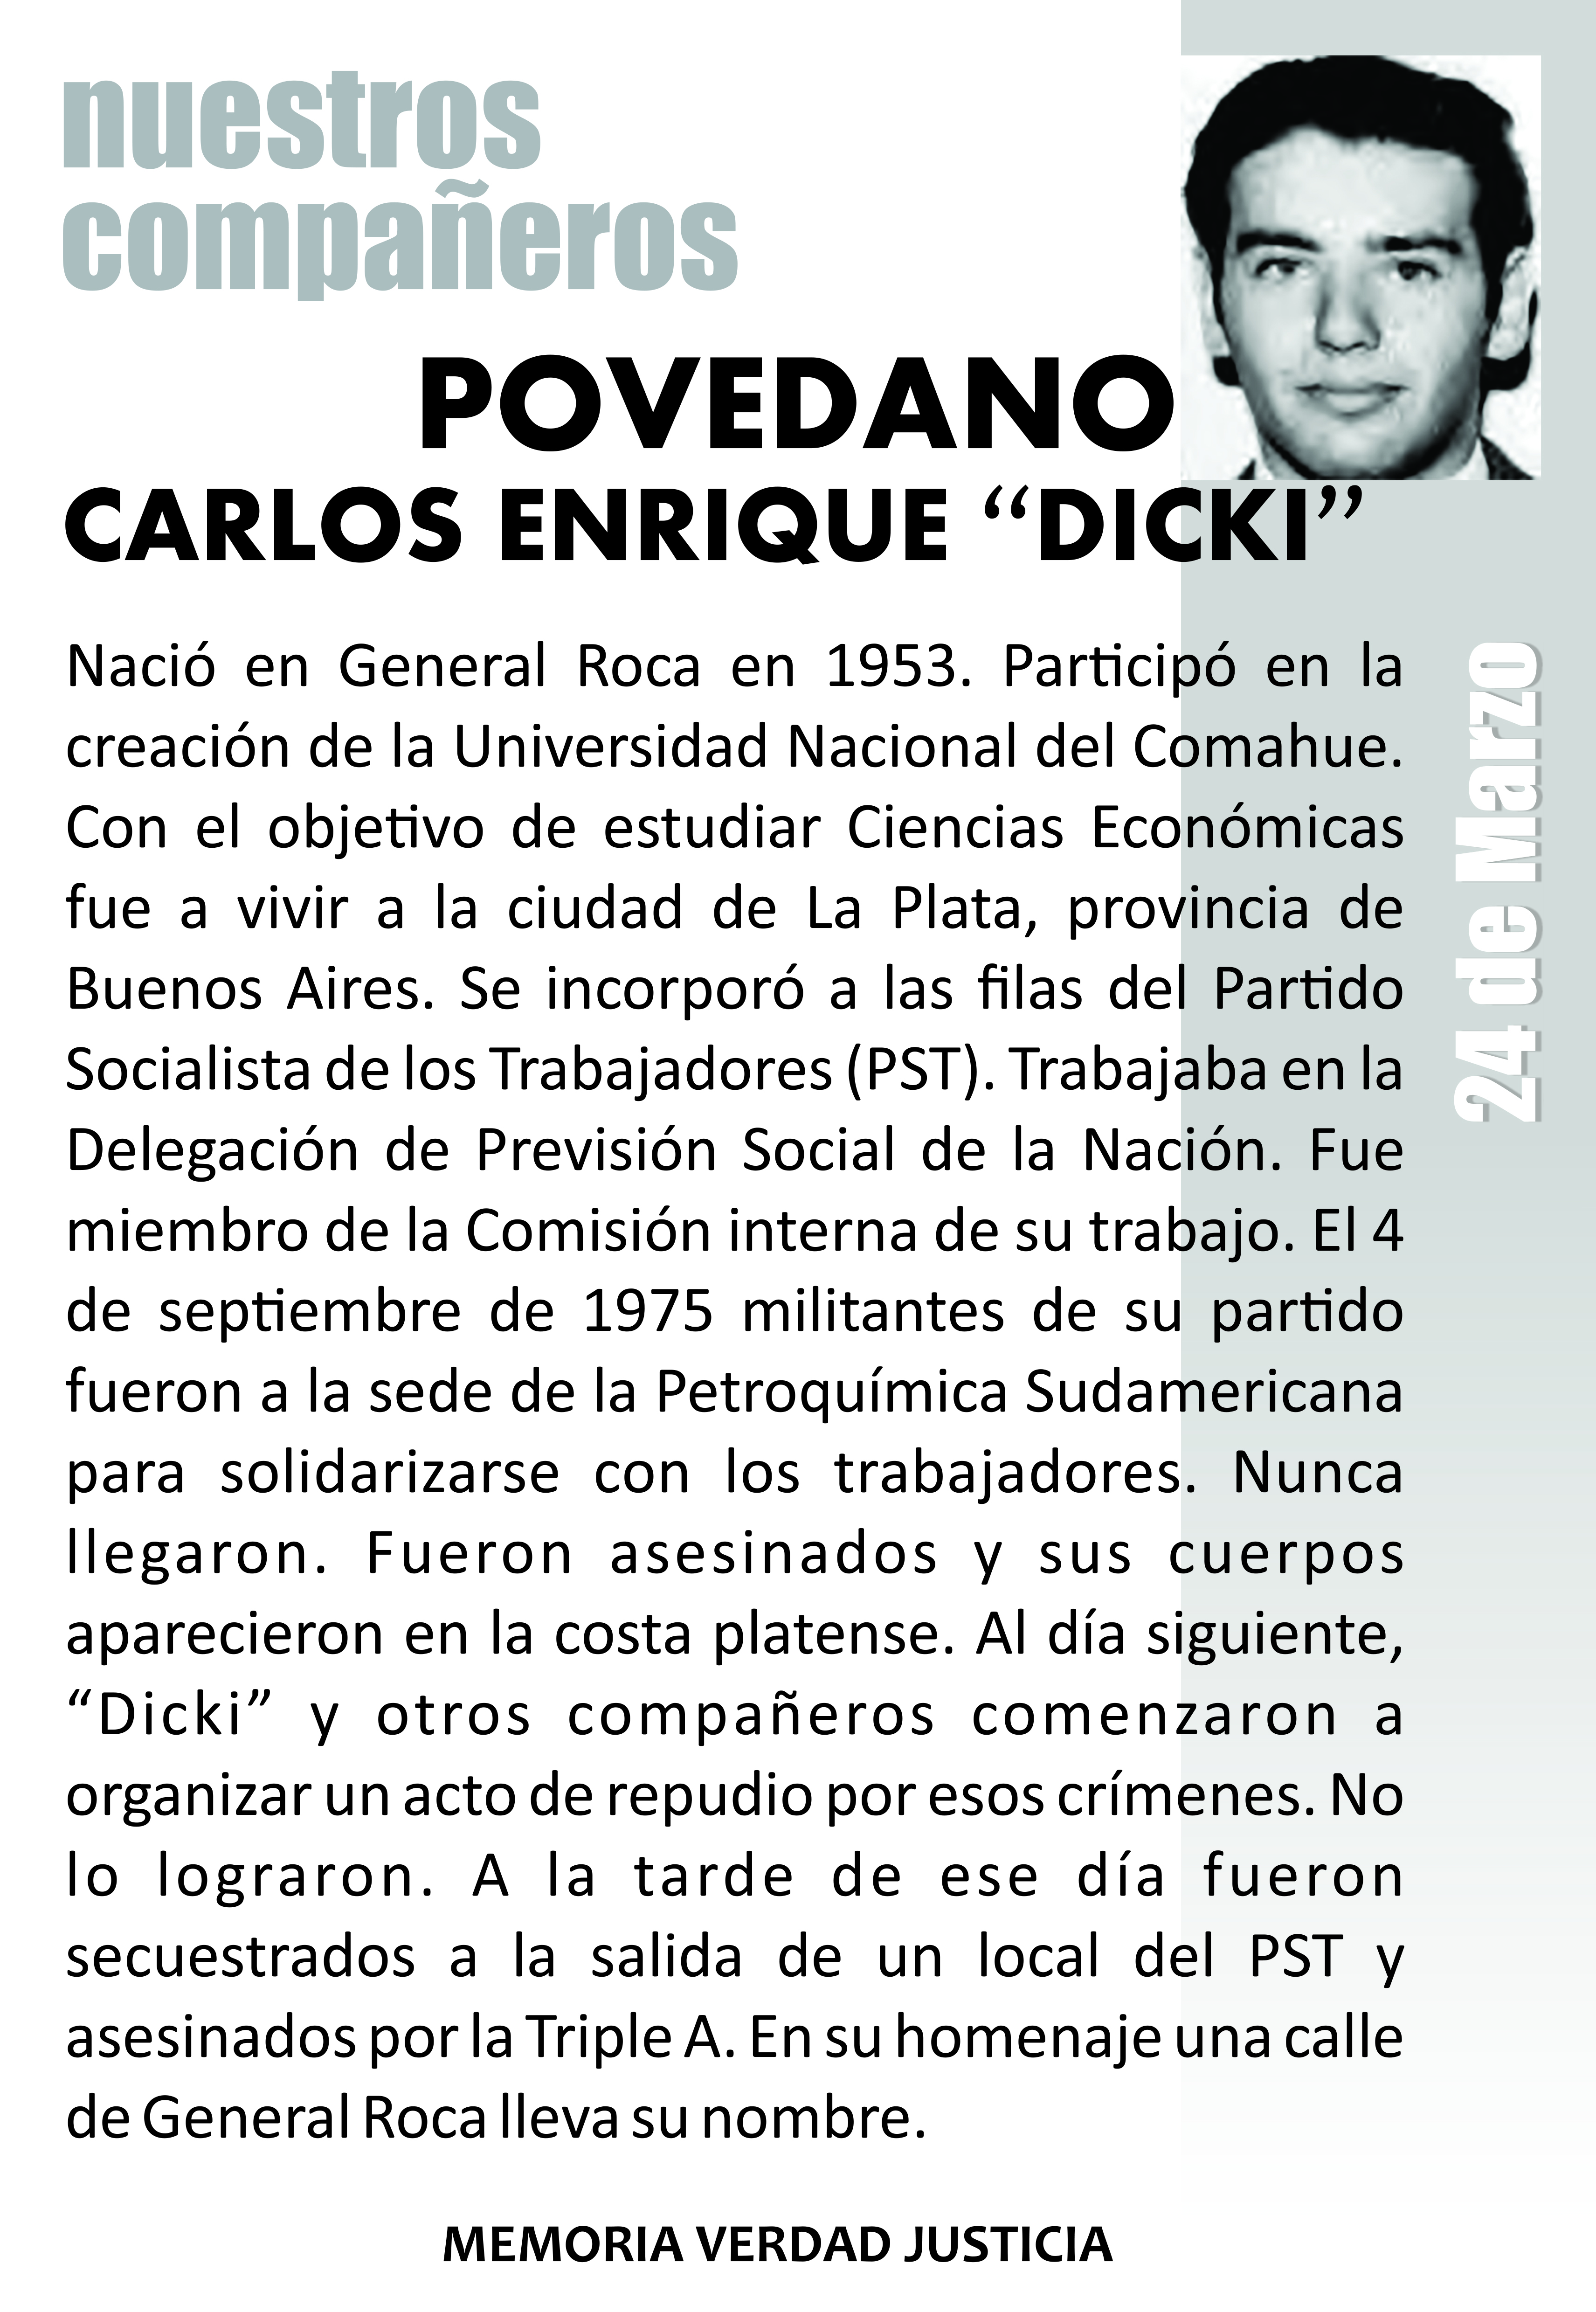 nuestros
compañeros
POVEDANO
CARLOS ENRIQUE “DICKI”
Nació en General Roca en 1953. Participó en la
creación de la Universidad Nacional del Comahue.
Con el objetivo de estudiar Ciencias Económicas
fue a vivir a la ciudad de La Plata, provincia de
Buenos Aires. Se incorporó a las filas del Partido
Socialista de los Trabajadores (PST). Trabajaba en la
Delegación de Previsión Social de la Nación. Fue
miembro de la Comisión interna de su trabajo. El 4
de septiembre de 1975 militantes de su partido
fueron a la sede de la Petroquímica Sudamericana
para solidarizarse con los trabajadores. Nunca
llegaron. Fueron asesinados y sus cuerpos
aparecieron en la costa platense. Al día siguiente,
“Dicki” y otros compañeros comenzaron a
organizar un acto de repudio por esos crímenes. No
lo lograron. A la tarde de ese día fueron
secuestrados a la salida de un local del PST y
asesinados por la Triple A. En su homenaje una calle
de General Roca lleva su nombre.
24 de Marzo
MEMORIA VERDAD JUSTICIA